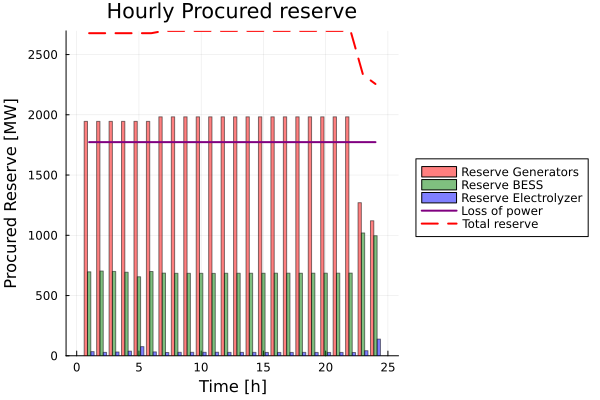 Hourly Procured reserve
Procured Reserve [MW]
2500
2000
1500
1000
500
0
0 5 10 15 20 25
Time [h]
Reserve Generators
Reserve BESS
Reserve Electrolyzer
Loss of power
Total reserve